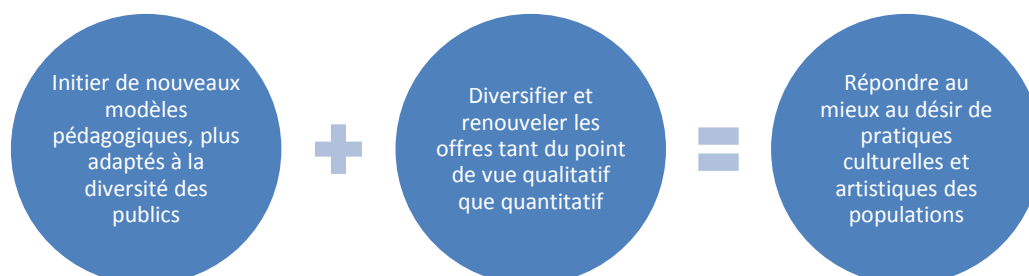 Initier de nouveaux
modèles
pédagogiques, plus
adaptés à la
diversité des
publics
+
Diversifier et
renouveler les
offres tant du point
de vue qualitatif
que quantitatif
=
Répondre au
mieux au désir de
pratiques
culturelles et
artistiques des
populations